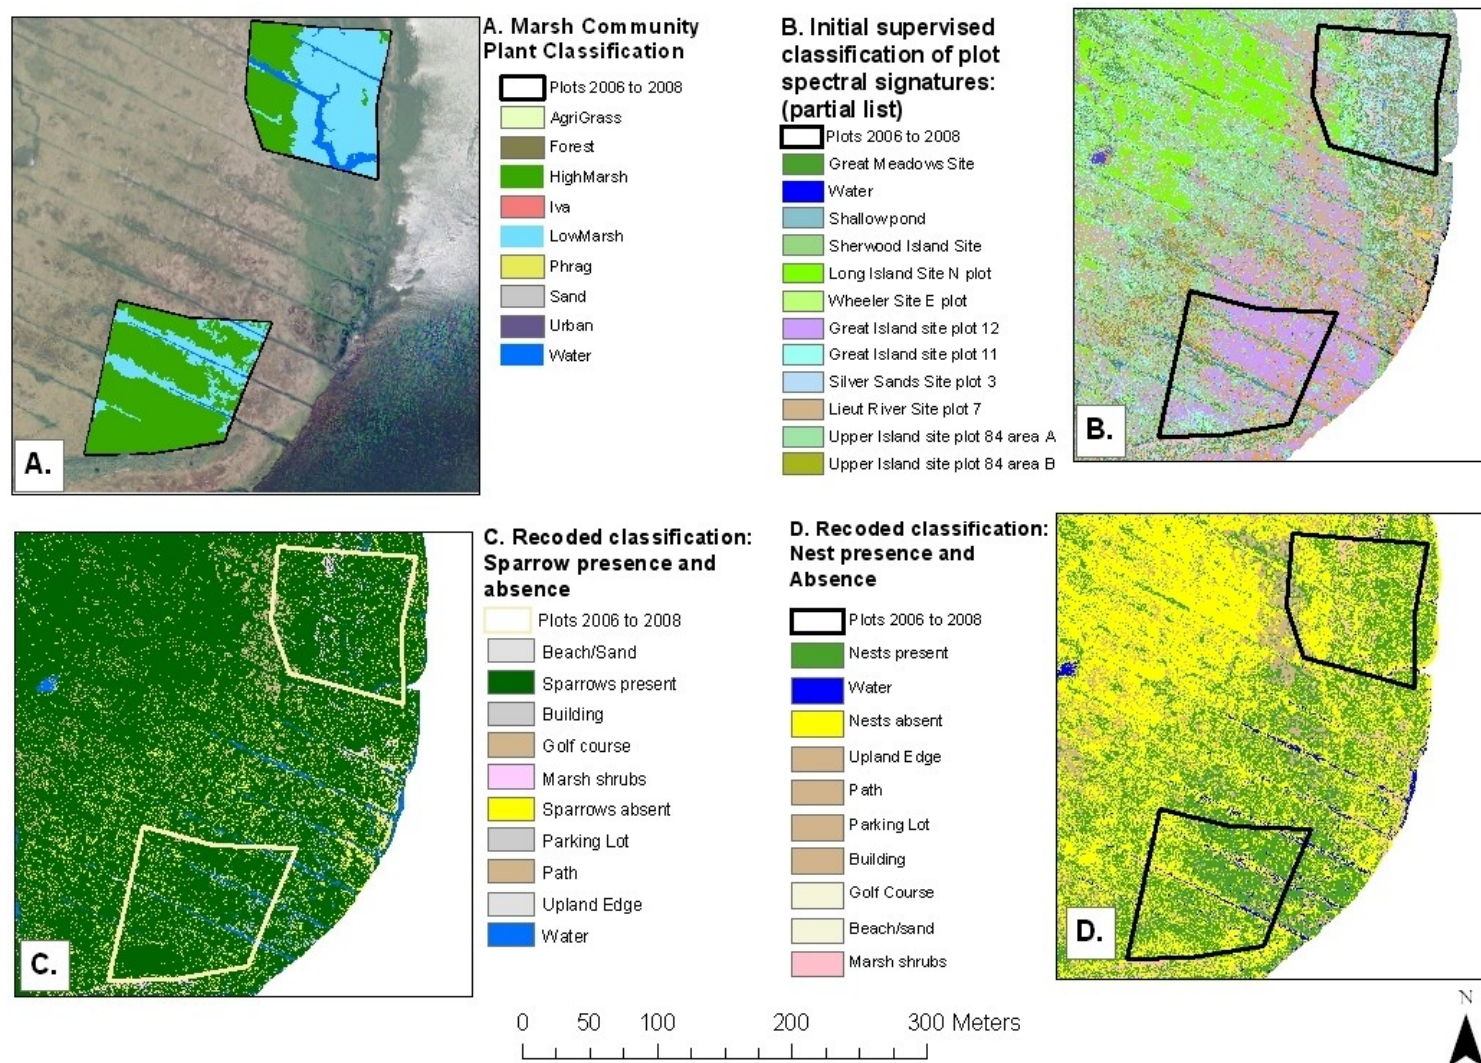 A. Marsh Community
Plant Classification
Plots 2006 to 2008
AgriGrass
Forest
HighMarsh
Iva
LowMarsh
Phrag
Sand
Urban
Water
A.
B. Initial supervised
classification of plot
spectral signatures:
(partial list)
Plots 2006 to 2008
Great Meadows Site
Water
Shallowpond
Sherwood Island Site
Long Island Site N plot
Wheeler Site E plot
Great Island site plot 12
Great Island site plot 11
Silver Sands Site plot 3
Lieut River Site plot 7
Upper Island site plot 84 area A
Upper Island site plot 84 area B
B.
C. Recoded classification:
Sparrow presence and
absence
Plots 2006 to 2008
Beach/Sand
Sparrows present
Building
Golf course
Marsh shrubs
Sparrows absent
Parking Lot
Path
Upland Edge
Water
C.
D. Recoded classification:
Nest presence and
Absence
Plots 2006 to 2008
Nests present
Water
Nests absent
Upland Edge
Path
Parking Lot
Building
Golf Course
Beach/sand
Marsh shrubs
D.
0 50 100 200 300 Meters
N